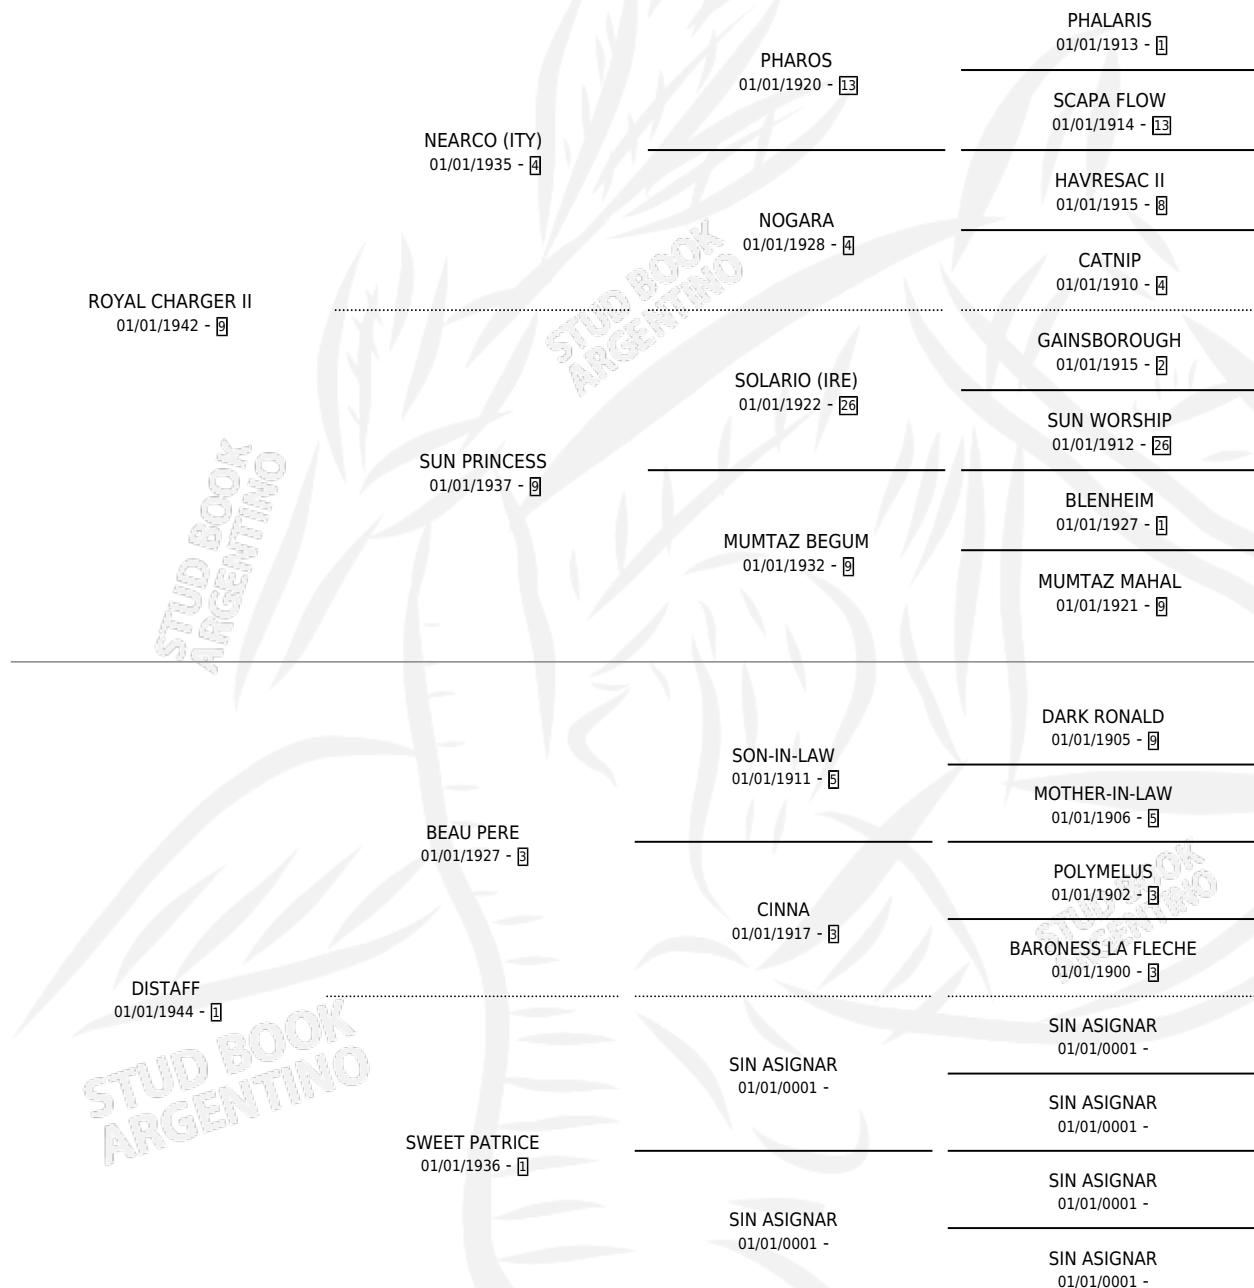 PHALARIS
01/01/1913 - 1
PHAROS
01/01/1920 - 13
SCAPA FLOW
01/01/1914 - 13
NEARCO (ITY)
01/01/1935 - 4
HAVRESAC II
01/01/1915 - 8
NOGARA
01/01/1928 - 4
CATNIP
01/01/1910 - 4
ROYAL CHARGER II
01/01/1942 - 9
GAINSBOROUGH
01/01/1915 - 2
SOLARIO (IRE)
01/01/1922 - 26
SUN WORSHIP
01/01/1912 - 26
SUN PRINCESS
01/01/1937 - 9
BLENHEIM
01/01/1927 - 1
MUMTAZ BEGUM
01/01/1932 - 9
MUMTAZ MAHAL
01/01/1921 - 9
DARK RONALD
01/01/1905 - 9
SON-IN-LAW
01/01/1911 - 5
MOTHER-IN-LAW
01/01/1906 - 5
BEAU PERE
01/01/1927 - 3
POLYMELUS
01/01/1902 - 3
CINNA
01/01/1917 - 3
BARONESS LA FLECHE
01/01/1900 - 3
DISTAFF
01/01/1944 - 1
SIN ASIGNAR
01/01/0001 -
SIN ASIGNAR
01/01/0001 -
SIN ASIGNAR
01/01/0001 -
SWEET PATRICE
01/01/1936 - 1
SIN ASIGNAR
01/01/0001 -
SIN ASIGNAR
01/01/0001 -
SIN ASIGNAR
01/01/0001 -
STUD BOOK
ARGENTINO
STUD BOOK
ARGENTINO
STUD BOOK
ARGENTINO
STUD BOOK
ARGENTINO